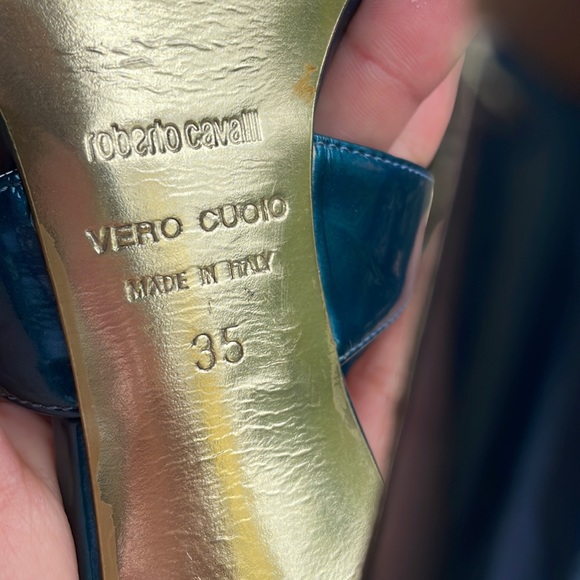 roberto cavalli
VERO CUOIO
MADE IN ITALY
35